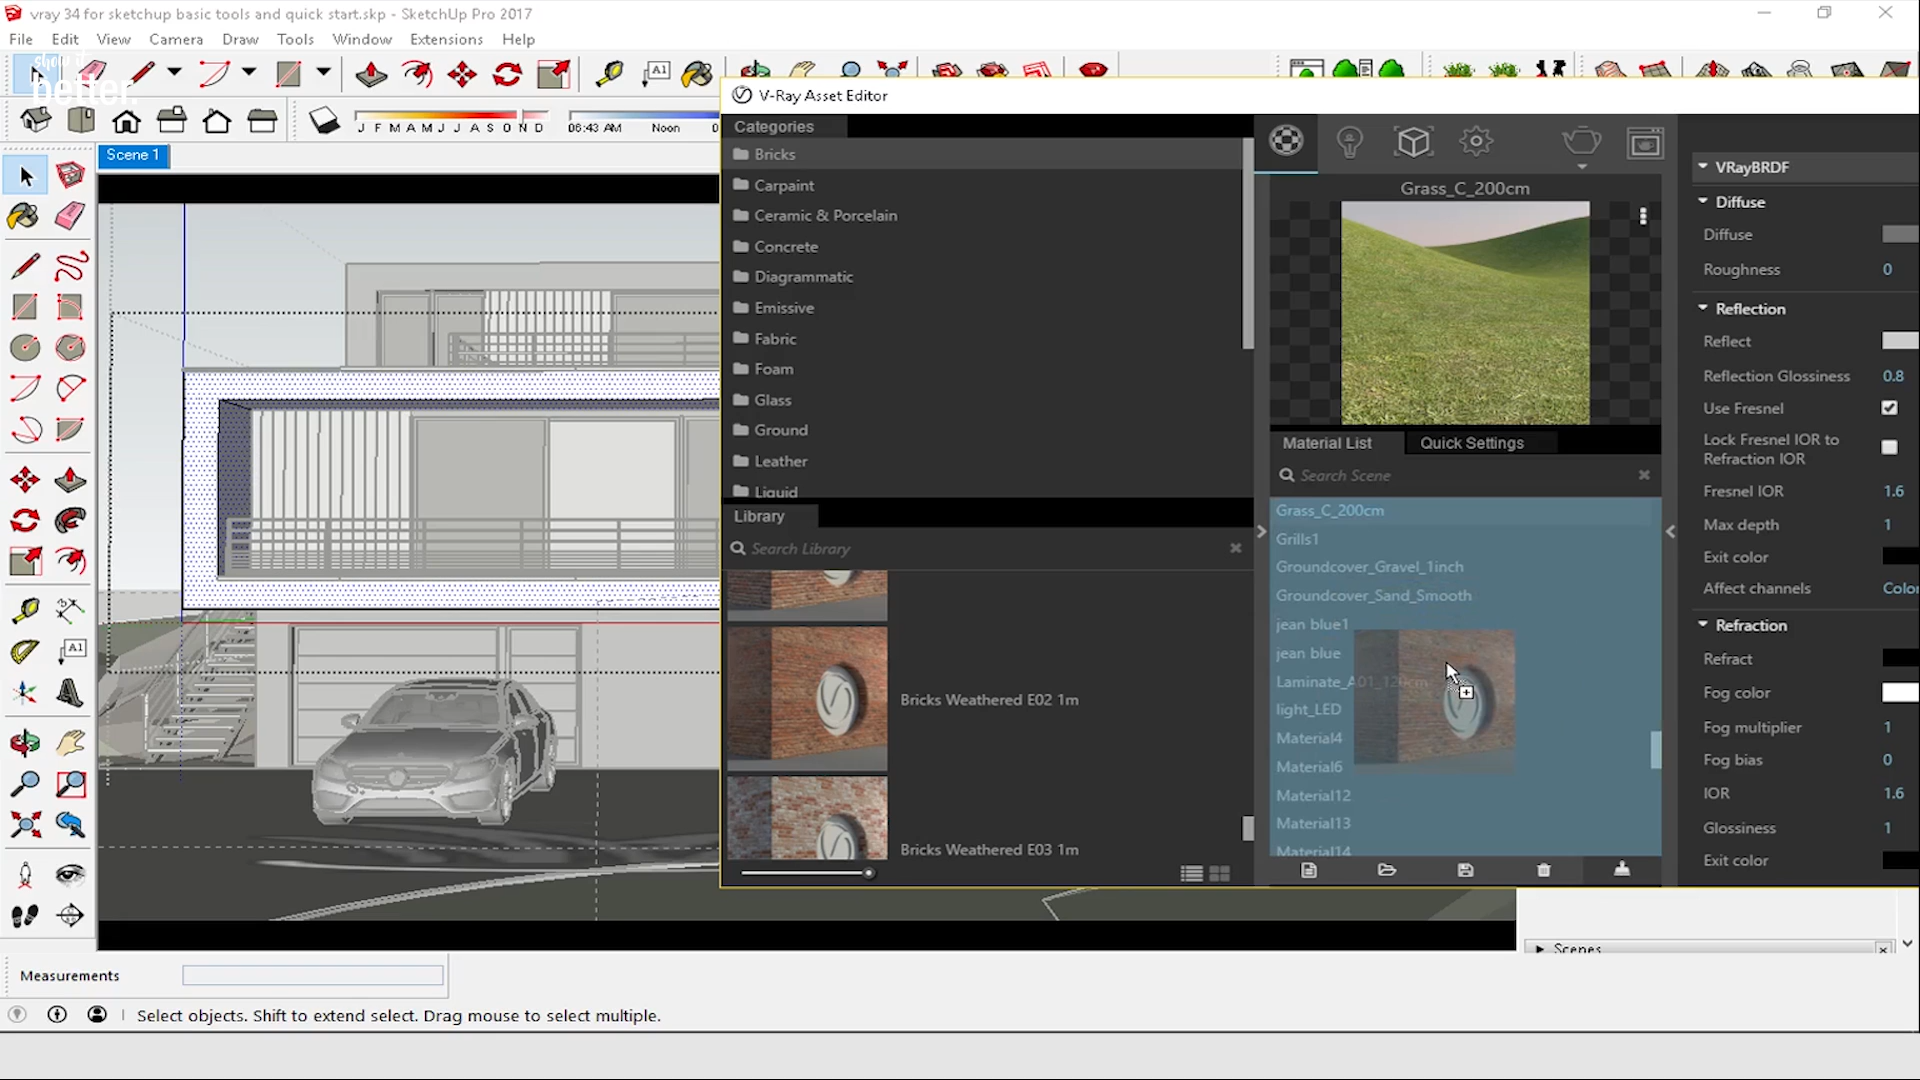 vray 34 for sketchup basic tools and quick start.skp - SketchUp Pro 2017
File Edit View Camera Draw Tools Window Extensions Help
show it
better.
A1
J F M A M J J A S O N D
06:43 AM Noon
Scene 1
A1
V-Ray Asset Editor
Categories
Bricks
Carpaint
Ceramic & Porcelain
Concrete
Diagrammatic
Emissive
Fabric
Foam
Glass
Ground
Leather
Liquid
Library
Search Library
Bricks Weathered E02 1m
Bricks Weathered E03 1m
Grass_C_200cm
Material List Quick Settings
Search Scene
Grass_C_200cm
Grills1
Groundcover_Gravel_1inch
Groundcover_Sand_Smooth
jean blue1
jean blue
Laminate_A01_120cm
light_LED
Material4
Material6
Material12
Material13
Material14
VRayBRDF
Diffuse
Diffuse
Roughness 0
Reflection
Reflect
Reflection Glossiness 0.8
Use Fresnel
Lock Fresnel IOR to
Refraction IOR
Fresnel IOR 1.6
Max depth 1
Exit color
Affect channels Color
Refraction
Refract
Fog color
Fog multiplier 1
Fog bias 0
IOR 1.6
Glossiness 1
Exit color
Scenes
Measurements
Select objects. Shift to extend select. Drag mouse to select multiple.